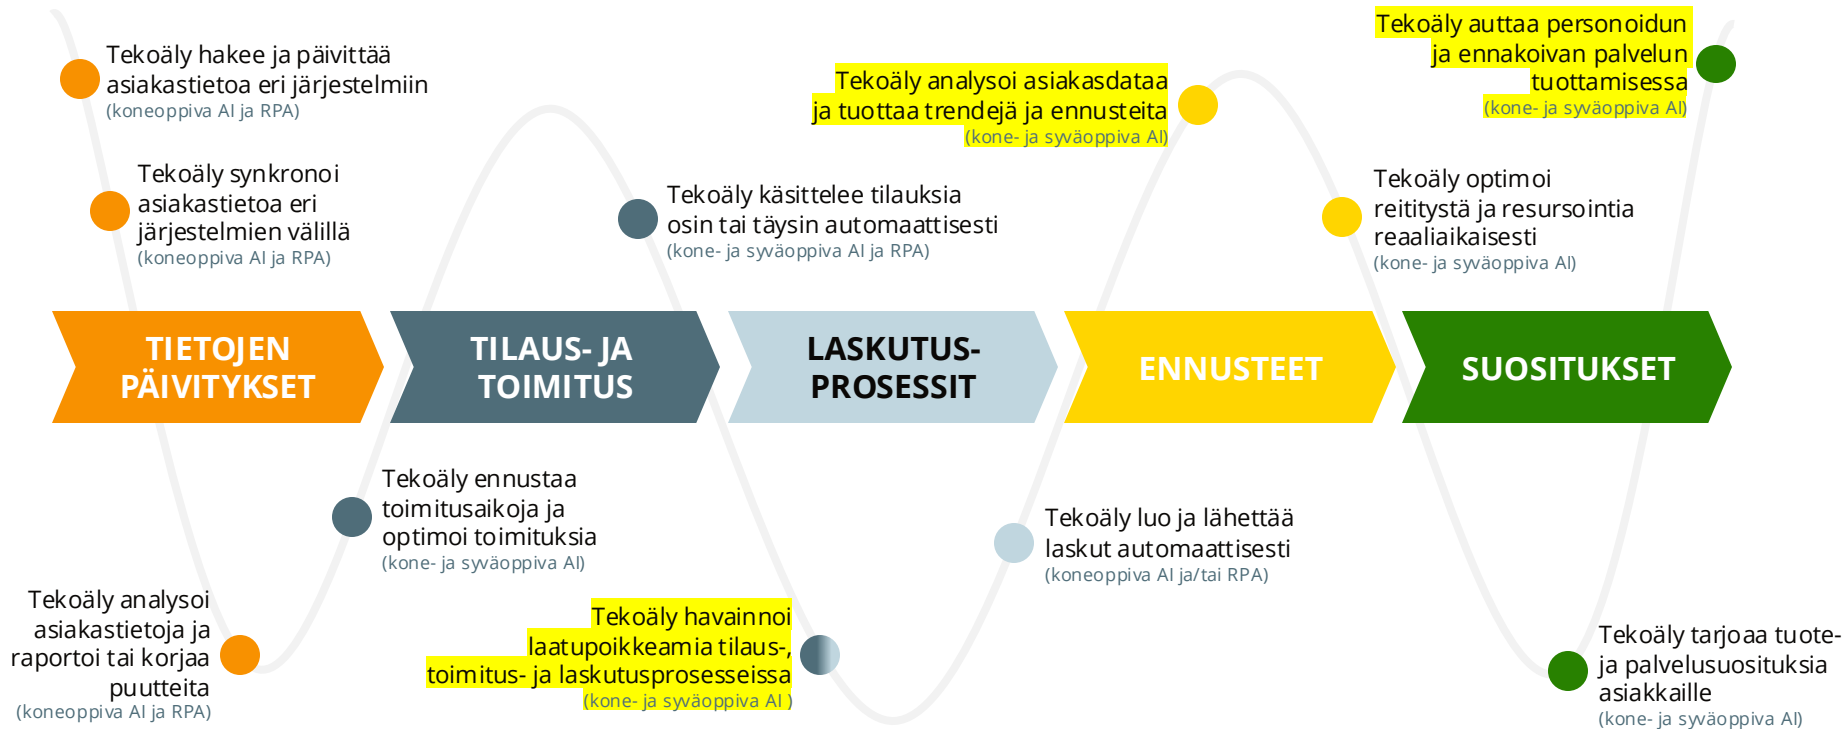 Tekoäly hakee ja päivittää
asiakastietoa eri järjestelmiin
(koneoppiva AI ja RPA)
Tekoäly synkronoi
asiakastietoa eri
järjestelmien välillä
(koneoppiva AI ja RPA)
Tekoäly käsittelee tilauksia
osin tai täysin automaattisesti
(kone- ja syväoppiva AI ja RPA)
Tekoäly analysoi asiakasdataa
ja tuottaa trendejä ja ennusteita
(kone- ja syväoppiva AI)
Tekoäly optimoi
reititystä ja resursointia
reaaliaikaisesti
(kone- ja syväoppiva AI)
Tekoäly auttaa personoidun
ja ennakoivan palvelun
tuottamisessa
(kone- ja syväoppiva AI)
TIETOJEN
PÄIVITYKSET
TILAUS- JA
TOIMITUS
LASKUTUS-
PROSESSIT
ENNUSTEET
SUOSITUKSET
Tekoäly analysoi
asiakastietoja ja
raportoi tai korjaa
puutteita
(koneoppiva AI ja RPA)
Tekoäly ennustaa
toimitusaikoja ja
optimoi toimituksia
(kone- ja syväoppiva AI)
Tekoäly havainnoi
laatupoikkeamia tilaus-,
toimitus- ja laskutusprosesseissa
(kone- ja syväoppiva AI )
Tekoäly luo ja lähettää
laskut automaattisesti
(koneoppiva AI ja/tai RPA)
Tekoäly tarjoaa tuote-
ja palvelusuosituksia
asiakkaille
(kone- ja syväoppiva AI)